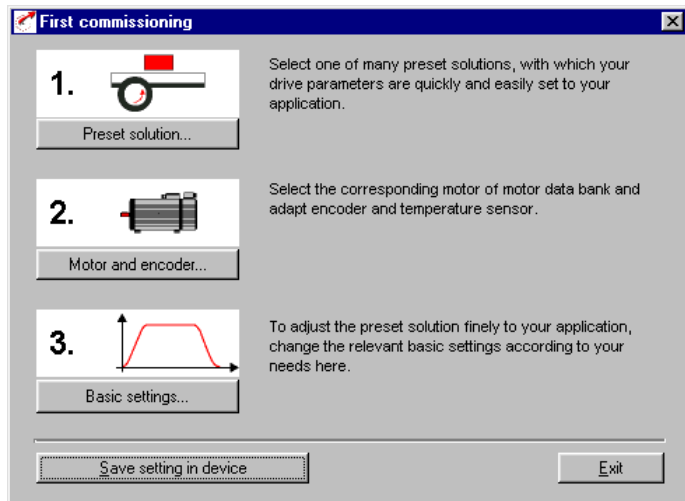 First commissioning
1.
Select one of many preset solutions, with which your
drive parameters are quickly and easily set to your
application.
Preset solution...
2.
Select the corresponding motor of motor data bank and
adapt encoder and temperature sensor.
Motor and encoder...
3.
To adjust the preset solution finely to your application,
change the relevant basic settings according to your
needs here.
Basic settings...
Save setting in device
Exit